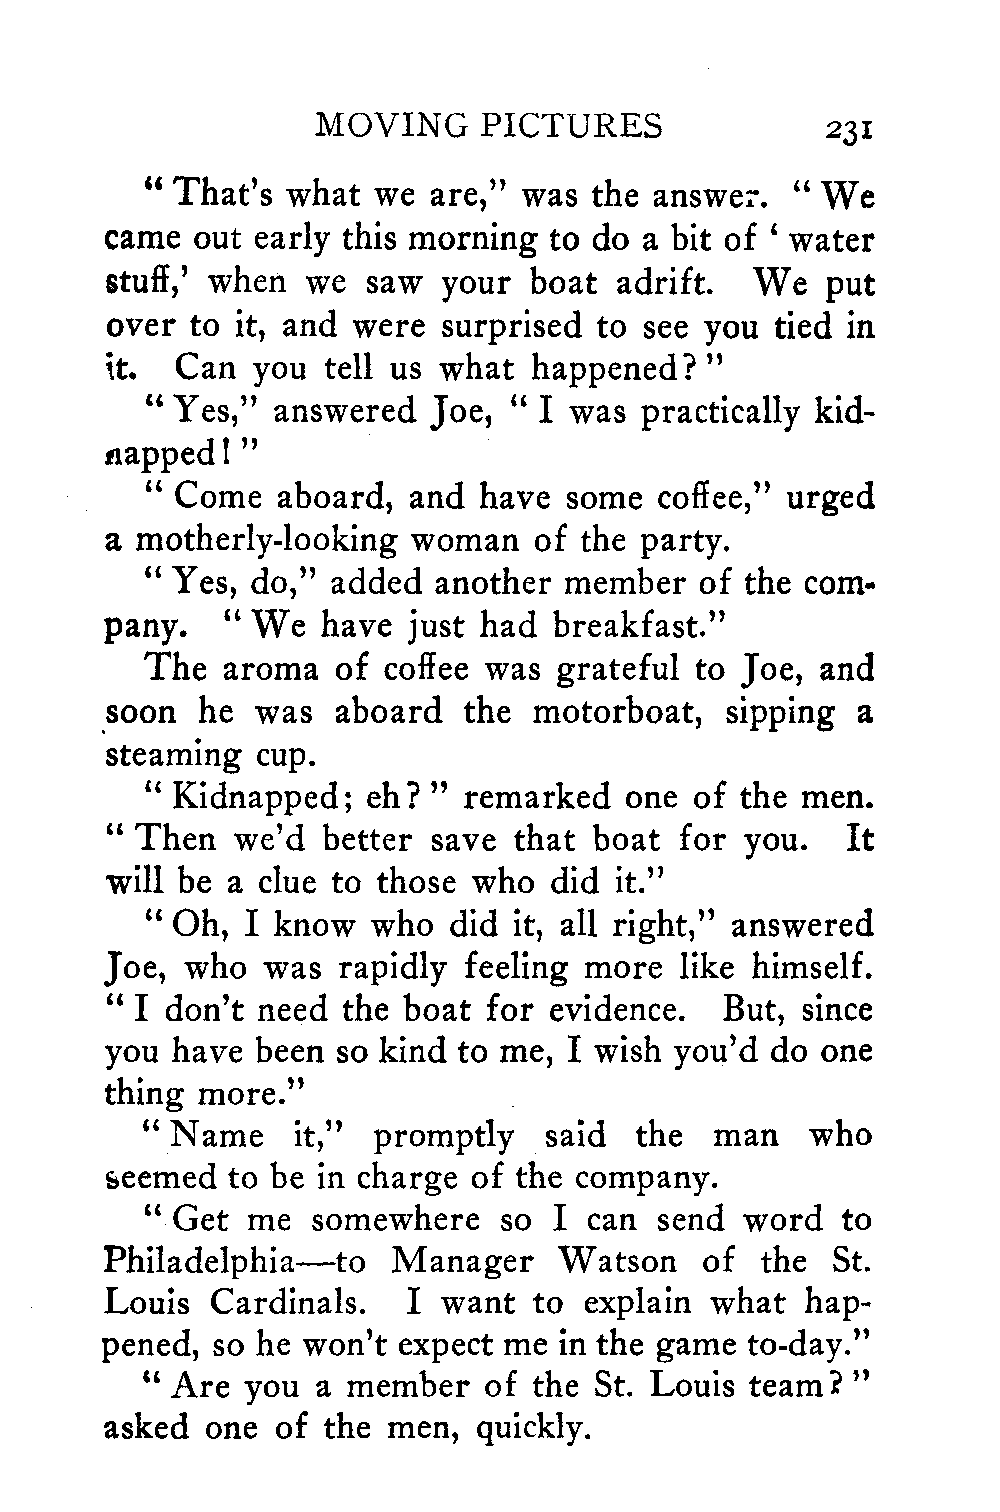 MOVING PICTURES 231
" That's what we are," was the answer. " We
came out early this morning to do a bit of ' water
stuff,' when we saw your boat adrift. We put
over to it, and were surprised to see you tied in
it. Can you tell us what happened? "
" Yes," answered Joe, " I was practically kid-
napped! "
" Come aboard, and have some coffee," urged
a motherly-looking woman of the party.
" Yes, do," added another member of the com-
pany. " We have just had breakfast."
The aroma of coffee was grateful to Joe, and
soon he was aboard the motorboat, sipping a
steaming cup.
" Kidnapped; eh? " remarked one of the men.
" Then we'd better save that boat for you. It
will be a clue to those who did it."
" Oh, I know who did it, all right," answered
Joe, who was rapidly feeling more like himself.
" I don't need the boat for evidence. But, since
you have been so kind to me, I wish you'd do one
thing more."
" Name it," promptly said the man who
seemed to be in charge of the company.
" Get me somewhere so I can send word to
Philadelphia—to Manager Watson of the St.
Louis Cardinals. I want to explain what hap-
pened, so he won't expect me in the game to-day."
" Are you a member of the St. Louis team? "
asked one of the men, quickly.